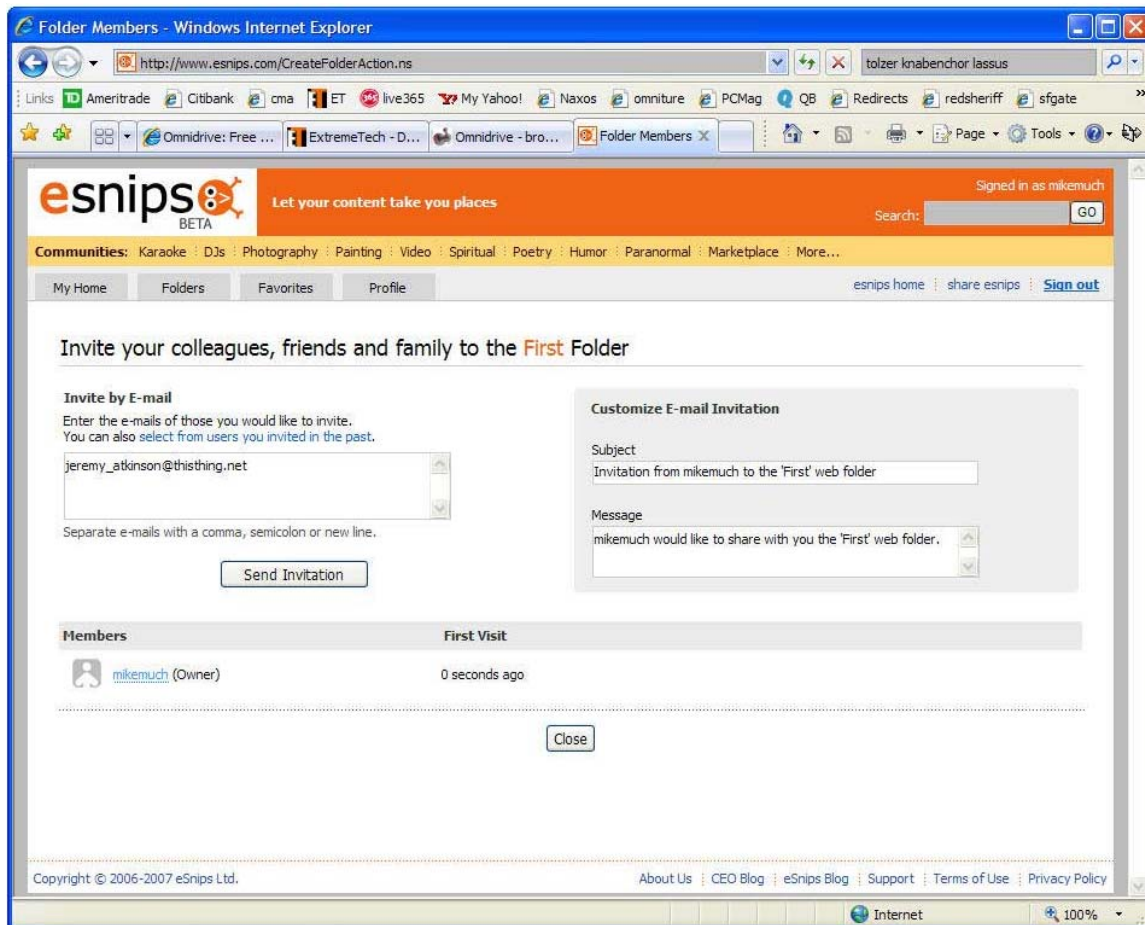 Folder Members - Windows Internet Explorer
http://www.esnips.com/CreateFolderAction.ns
tolzer knabenchor lassus
Links Ameritrade Citibank cma ET live365 My Yahoo! Naxos omniture PCMag QB Redirects redsheriff sfgate »
Omnidrive: Free ... ExtremeTech - D... Omnidrive - bro... Folder Members X Page Tools
esnips
BETA
Let your content take you places
Signed in as mikemuch
Search: GO
Communities: Karaoke DJs Photography Painting Video Spiritual Poetry Humor Paranormal Marketplace More...
My Home Folders Favorites Profile esnips home share esnips Sign out
Invite your colleagues, friends and family to the First Folder
Invite by E-mail
Enter the e-mails of those you would like to invite.
You can also select from users you invited in the past.
jeremy_atkinson@thisthing.net
Separate e-mails with a comma, semicolon or new line.
Send Invitation
Customize E-mail Invitation
Subject
Invitation from mikemuch to the 'First' web folder
Message
mikemuch would like to share with you the 'First' web folder.
Members First Visit
mikemuch (Owner) 0 seconds ago
Close
Copyright © 2006-2007 eSnips Ltd. About Us CEO Blog eSnips Blog Support Terms of Use Privacy Policy
Internet 100%